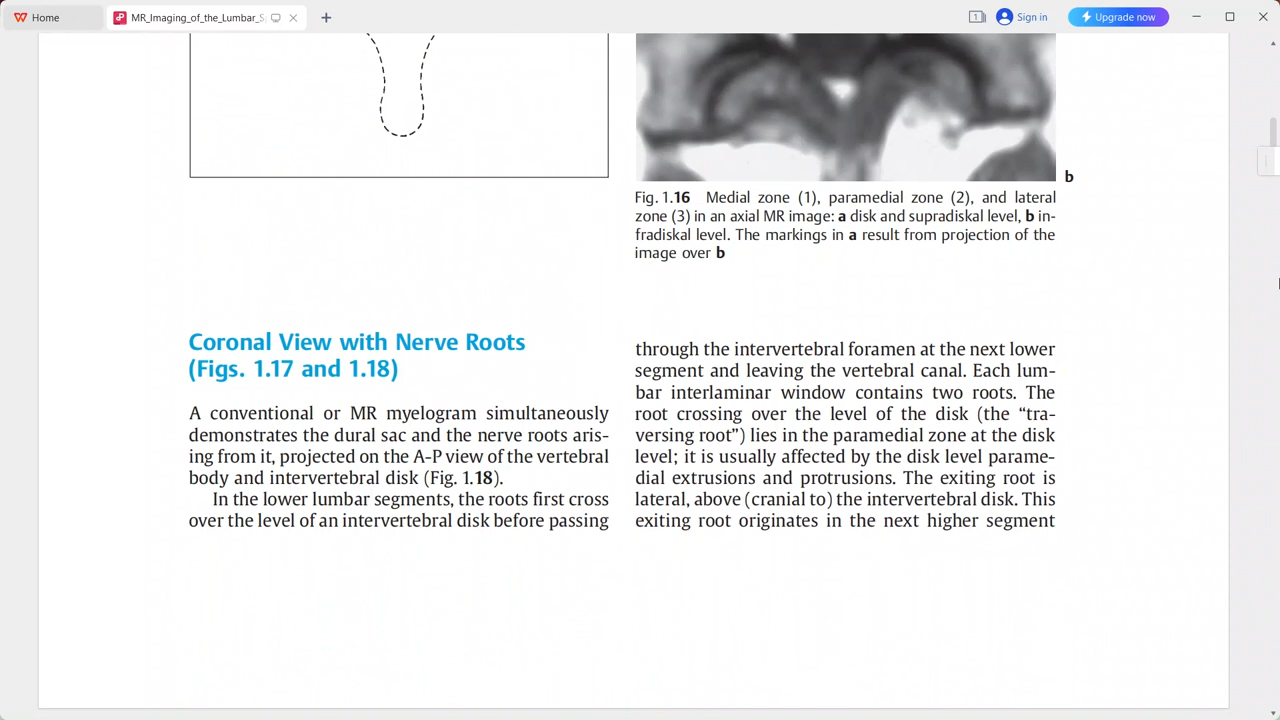 Home
MR_Imaging_of_the_Lumbar_S
1
Sign in
Upgrade now
b
Fig. 1.16 Medial zone (1), paramedial zone (2), and lateral
zone (3) in an axial MR image: a disk and supradiskal level, b in-
fradiskal level. The markings in a result from projection of the
image over b
Coronal View with Nerve Roots
(Figs. 1.17 and 1.18)
A conventional or MR myelogram simultaneously
demonstrates the dural sac and the nerve roots aris-
ing from it, projected on the A-P view of the vertebral
body and intervertebral disk (Fig. 1.18).
In the lower lumbar segments, the roots first cross
over the level of an intervertebral disk before passing
through the intervertebral foramen at the next lower
segment and leaving the vertebral canal. Each lum-
bar interlaminar window contains two roots. The
root crossing over the level of the disk (the “tra-
versing root”) lies in the paramedial zone at the disk
level; it is usually affected by the disk level parame-
dial extrusions and protrusions. The exiting root is
lateral, above (cranial to) the intervertebral disk. This
exiting root originates in the next higher segment